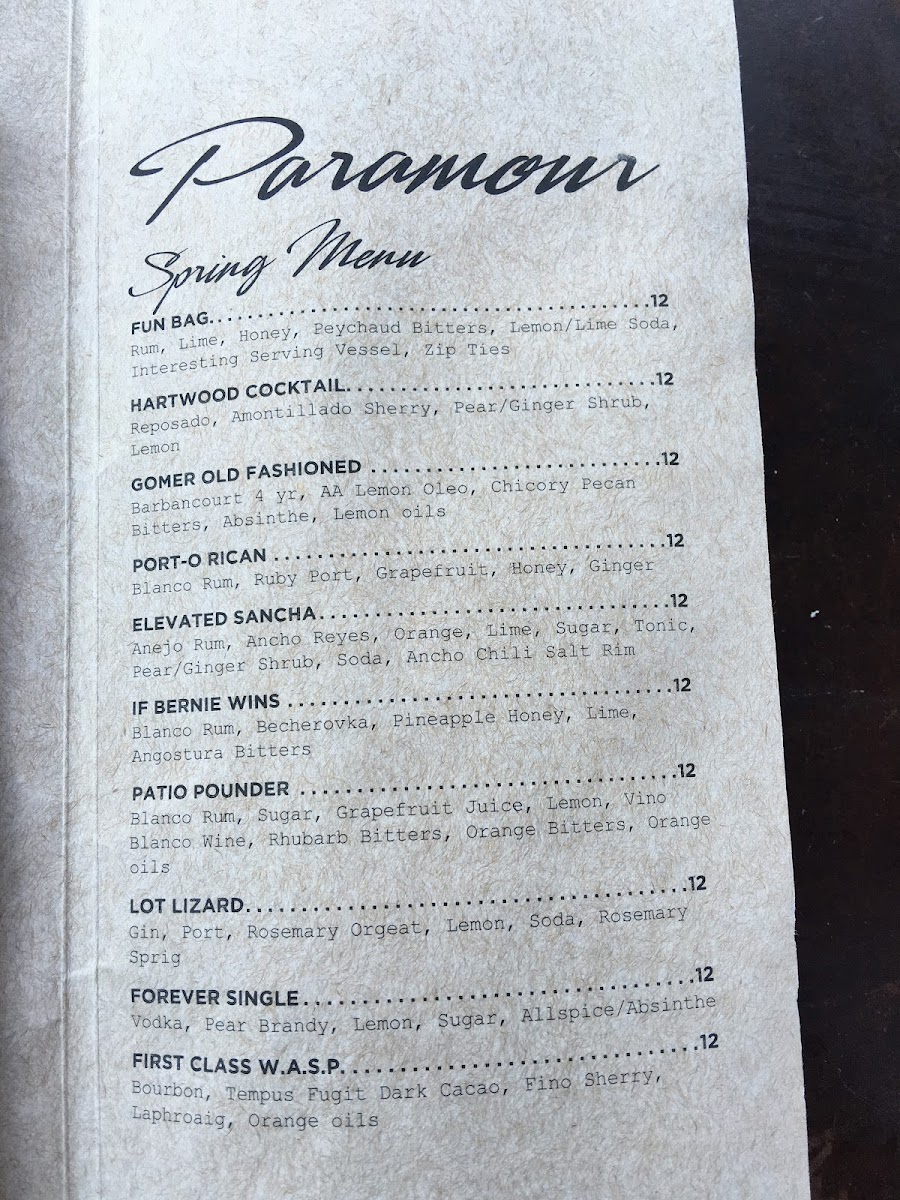 Paramour
Spring Menu
FUN BAG..........................................12
Rum, Lime, Honey, Peychaud Bitters, Lemon/Lime Soda,
Interesting Serving Vessel, Zip Ties
HARTWOOD COCKTAIL.............................12
Reposado, Amontillado Sherry, Pear/Ginger Shrub,
Lemon
GOMER OLD FASHIONED ...........................12
Barbancourt 4 yr, AA Lemon Oleo, Chicory Pecan
Bitters, Absinthe, Lemon oils
PORT-O RICAN ....................................12
Blanco Rum, Ruby Port, Grapefruit, Honey, Ginger
ELEVATED SANCHA................................12
Anejo Rum, Ancho Reyes, Orange, Lime, Sugar, Tonic,
Pear/Ginger Shrub, Soda, Ancho Chili Salt Rim
IF BERNIE WINS ...................................12
Blanco Rum, Becherovka, Pineapple Honey, Lime,
Angostura Bitters
PATIO POUNDER ..................................12
Blanco Rum, Sugar, Grapefruit Juice, Lemon, Vino
Blanco Wine, Rhubarb Bitters, Orange Bitters, Orange
oils
LOT LIZARD........................................12
Gin, Port, Rosemary Orgeat, Lemon, Soda, Rosemary
Sprig
FOREVER SINGLE...................................12
Vodka, Pear Brandy, Lemon, Sugar, Allspice/Absinthe
FIRST CLASS W.A.S.P................................12
Bourbon, Tempus Fugit Dark Cacao, Fino Sherry,
Laphroaig, Orange oils